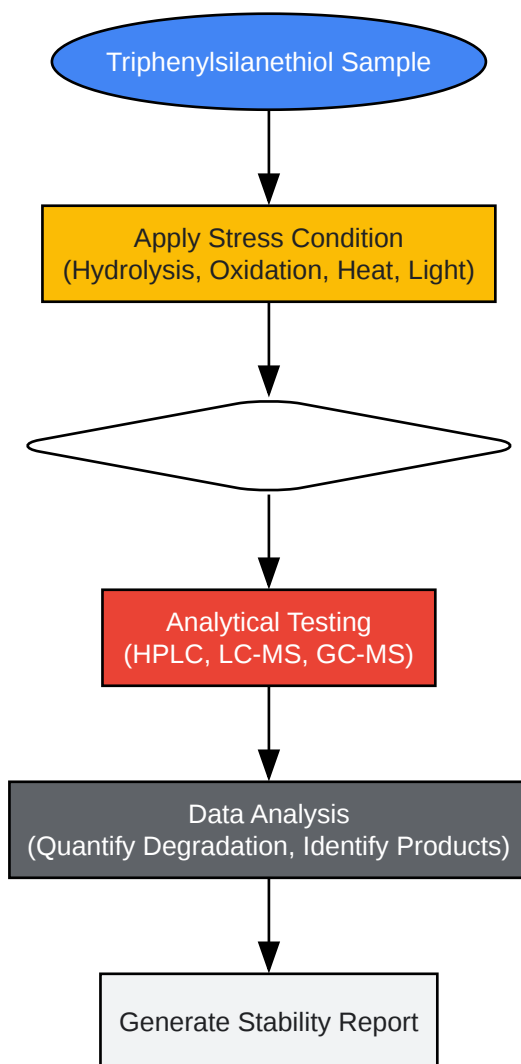 Triphenylsilanethiol Sample
Apply Stress Condition
(Hydrolysis, Oxidation, Heat, Light)
Analytical Testing
(HPLC, LC-MS, GC-MS)
Data Analysis
(Quantify Degradation, Identify Products)
Generate Stability Report